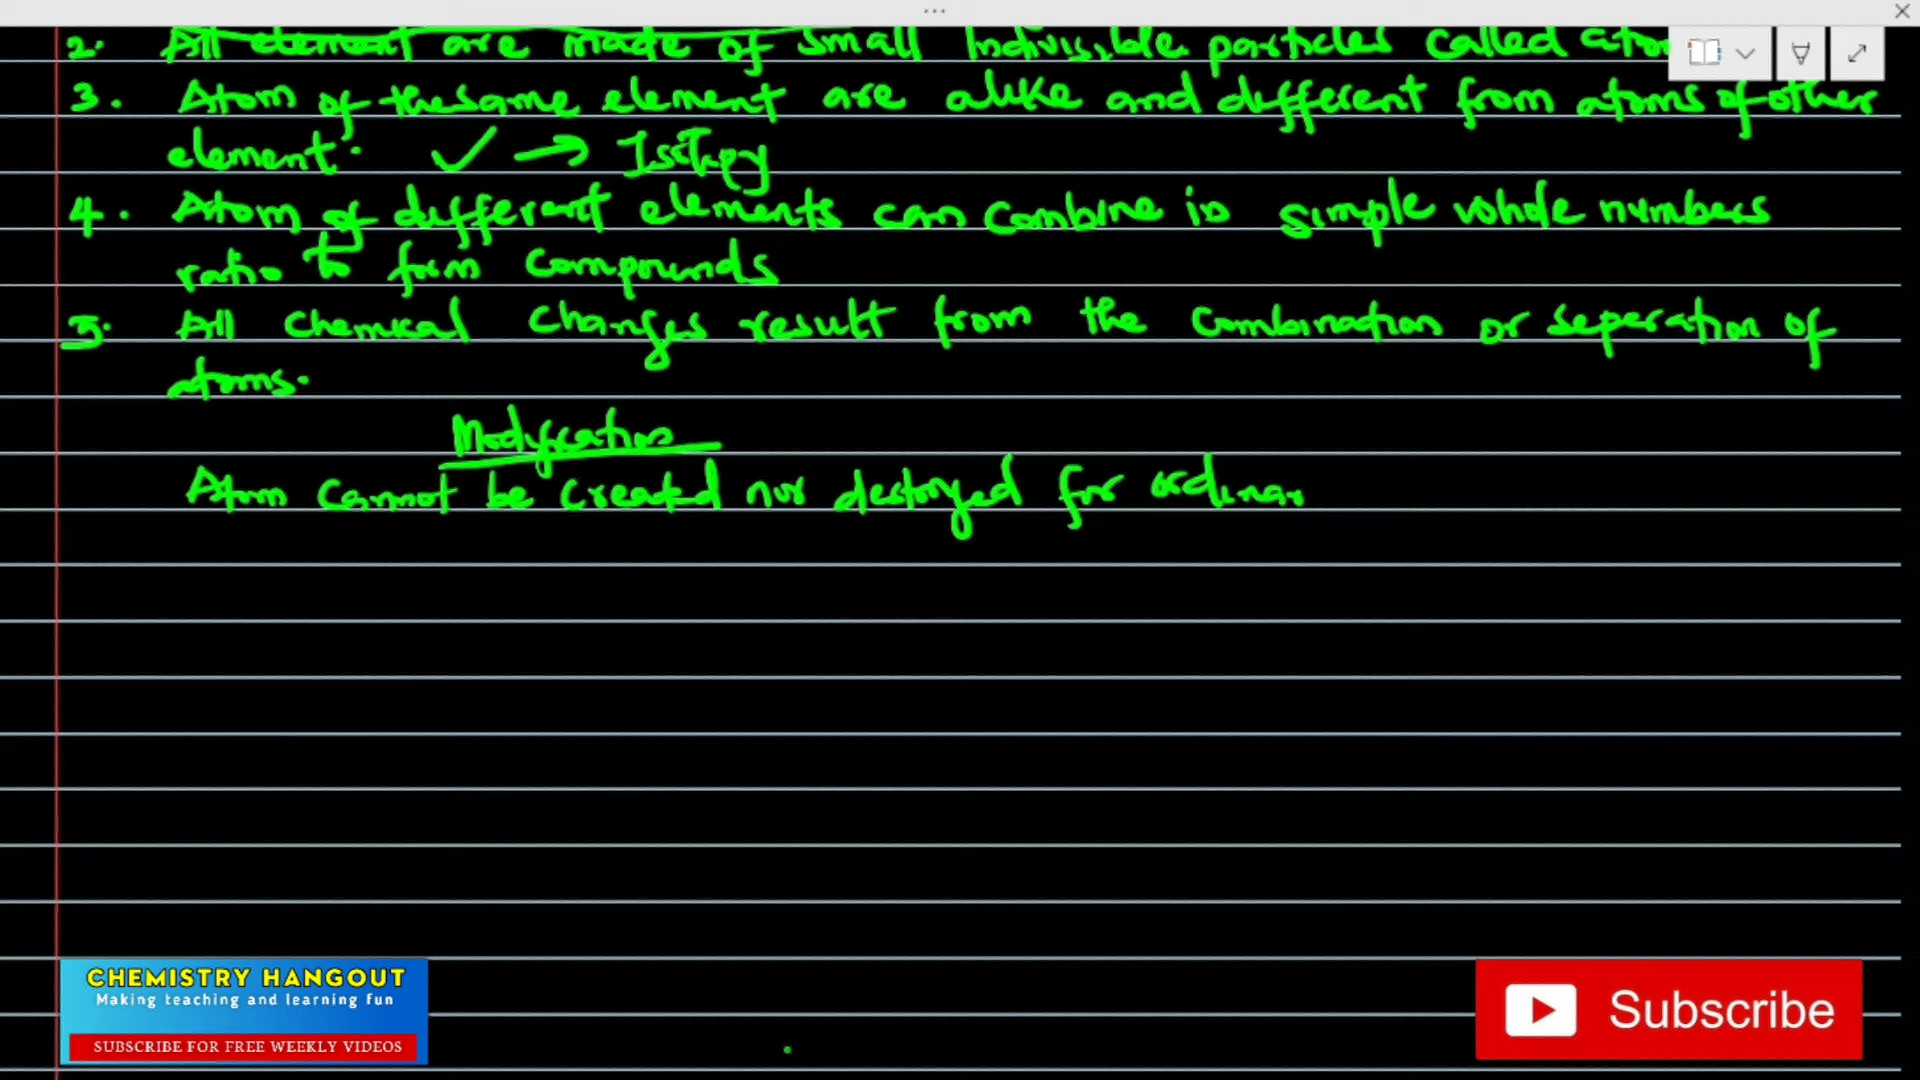 2. All element are made of small Indivisible particles called ato
3. Atom of thesame element are alike and different from atoms of other
element. ✓ → Isotopy
4. Atom of different elements can combine in simple whole numbers
ratio to form compounds
5. All chemical changes result from the combination or seperation of
atoms.
Modification
Atom cannot be created nor destroyed for ordinar
CHEMISTRY HANGOUT
Making teaching and learning fun
SUBSCRIBE FOR FREE WEEKLY VIDEOS
Subscribe